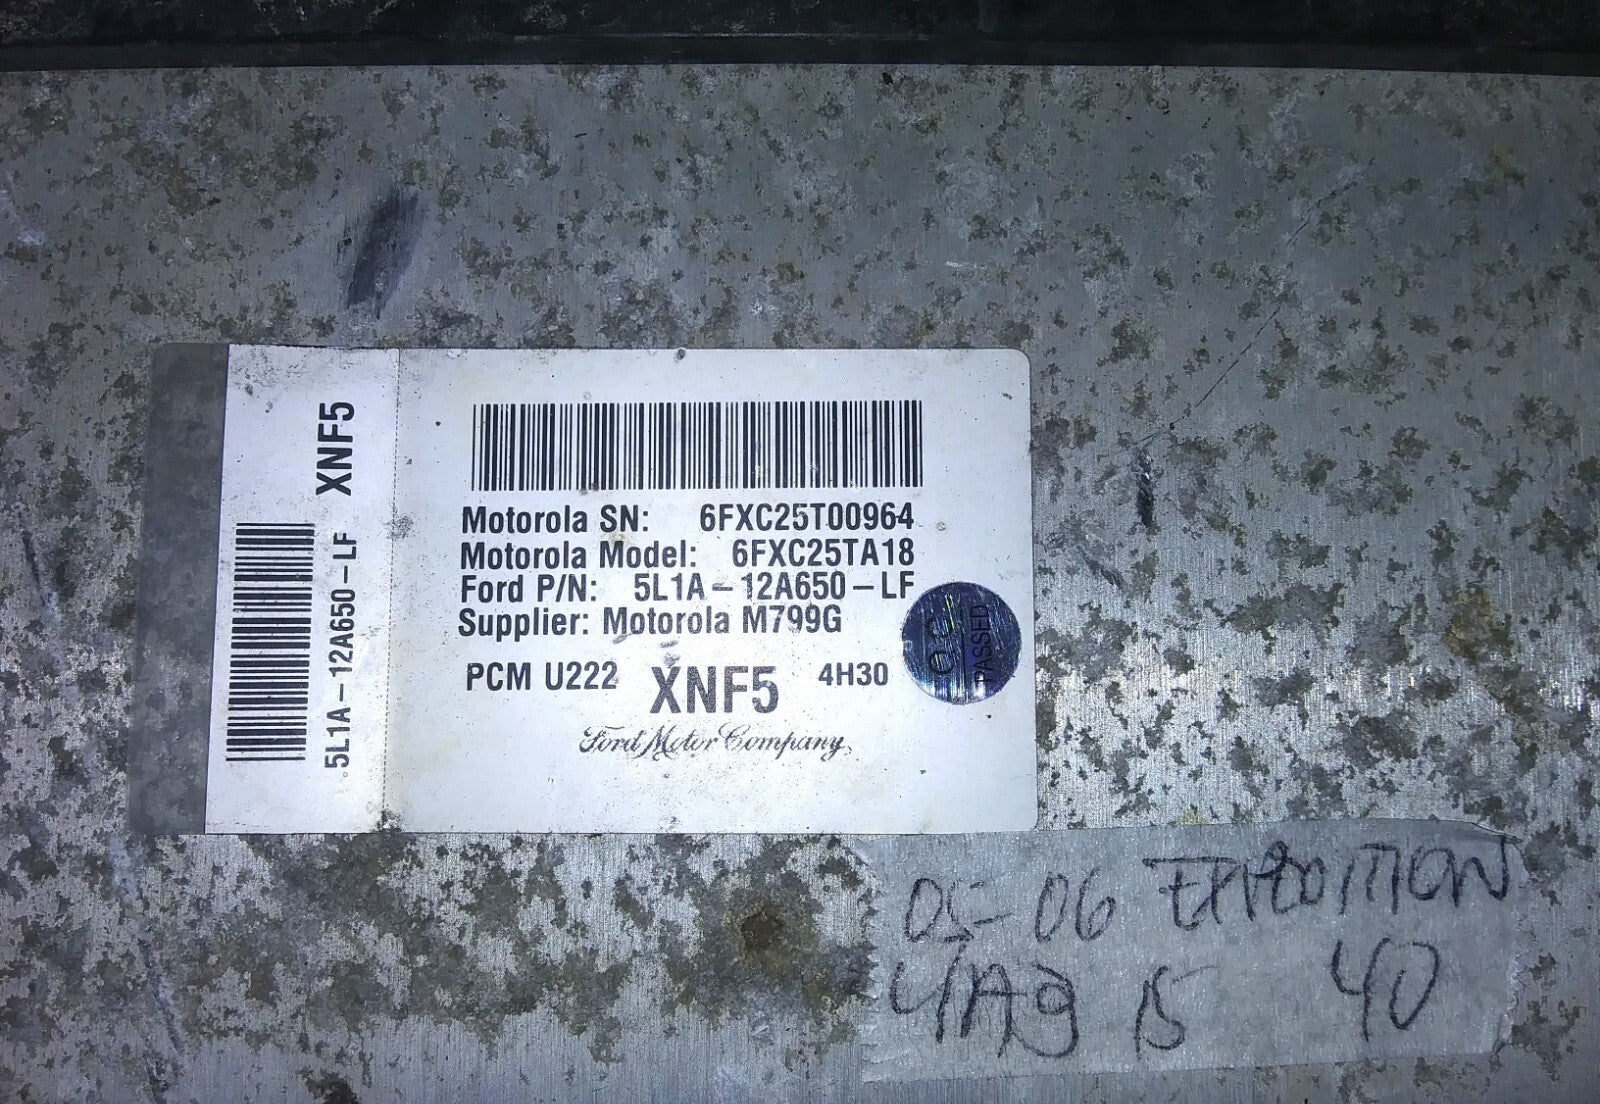 XNF5
5L1A-12A650-LF
Motorola SN: 6FXC25T00964
Motorola Model: 6FXC25TA18
Ford P/N: 5L1A-12A650-LF
Supplier: Motorola M799G
PCM U222 XNF5 4H30
Ford Motor Company,
Q.C.
PASSED
05-06 EXPEDITION
4A9 15 40